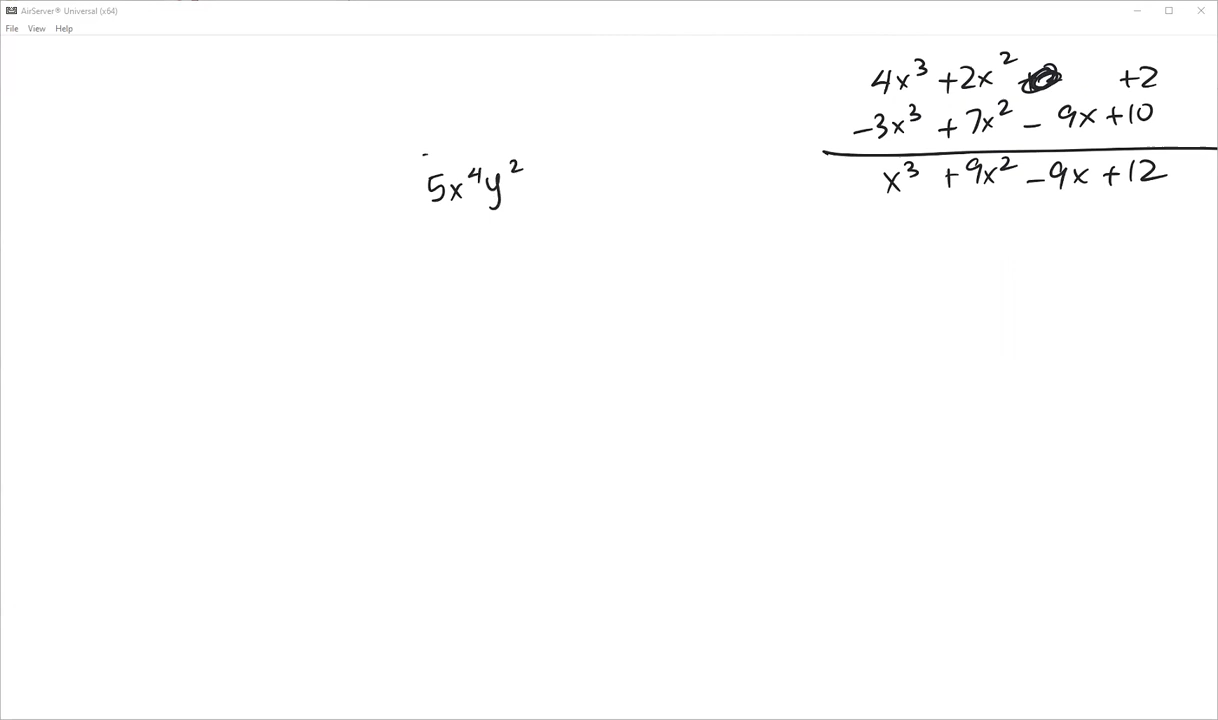 AirServer® Universal (x64)
File View Help
4x³ +2x² +2
-3x³ + 7x² - 9x +10
x³ + 9x² - 9x + 12
5x⁴y²